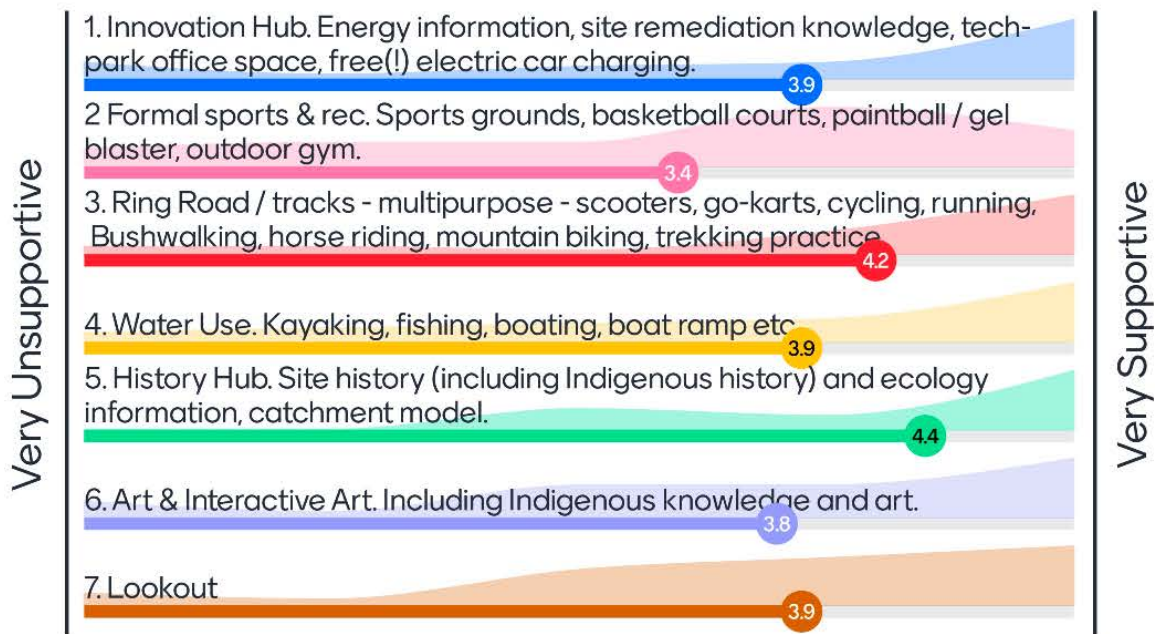 Very Unsupportive
1. Innovation Hub. Energy information, site remediation knowledge, tech-
park office space, free(!) electric car charging.
3.9
2 Formal sports & rec. Sports grounds, basketball courts, paintball / gel
blaster, outdoor gym.
3.4
3. Ring Road / tracks - multipurpose - scooters, go-karts, cycling, running,
Bushwalking, horse riding, mountain biking, trekking practice
4.2
4. Water Use. Kayaking, fishing, boating, boat ramp etc
3.9
5. History Hub. Site history (including Indigenous history) and ecology
information, catchment model.
4.4
6. Art & Interactive Art. Including Indigenous knowledge and art.
3.8
7. Lookout
3.9
Very Supportive